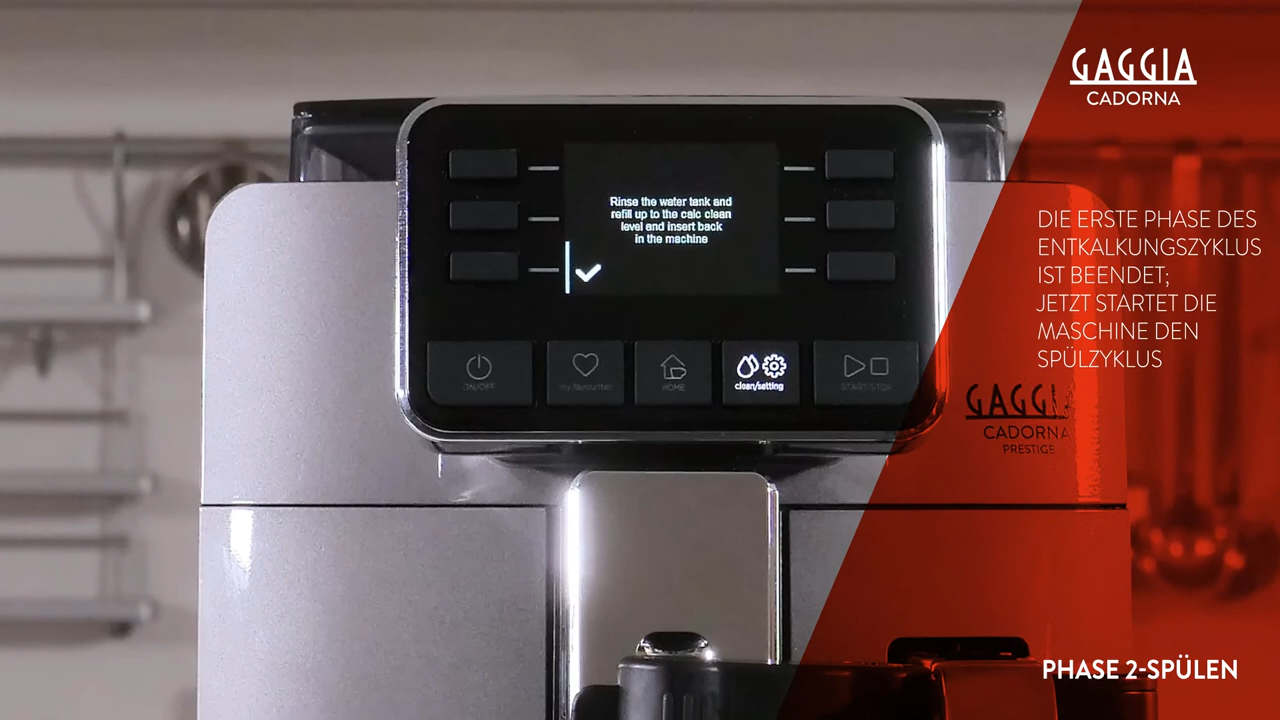 GAGGIA
CADORNA
Rinse the water tank and
refill up to the calc clean
level and insert back
in the machine
DIE ERSTE PHASE DES
ENTKALKUNGSZYKLUS
IST BEENDET;
JETZT STARTET DIE
MASCHINE DEN
SPÜLZYKLUS
ON/OFF
my favourites
HOME
clean/setting
START/STOP
GAGGIA
CADORNA
PRESTIGE
PHASE 2-SPÜLEN